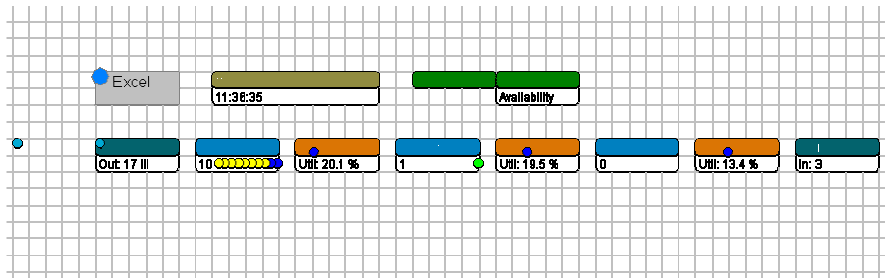 Excel
11:36:35
Availability
Out: 17
10
Util: 20.1 %
1
Util: 19.5 %
0
Util: 13.4 %
In: 3